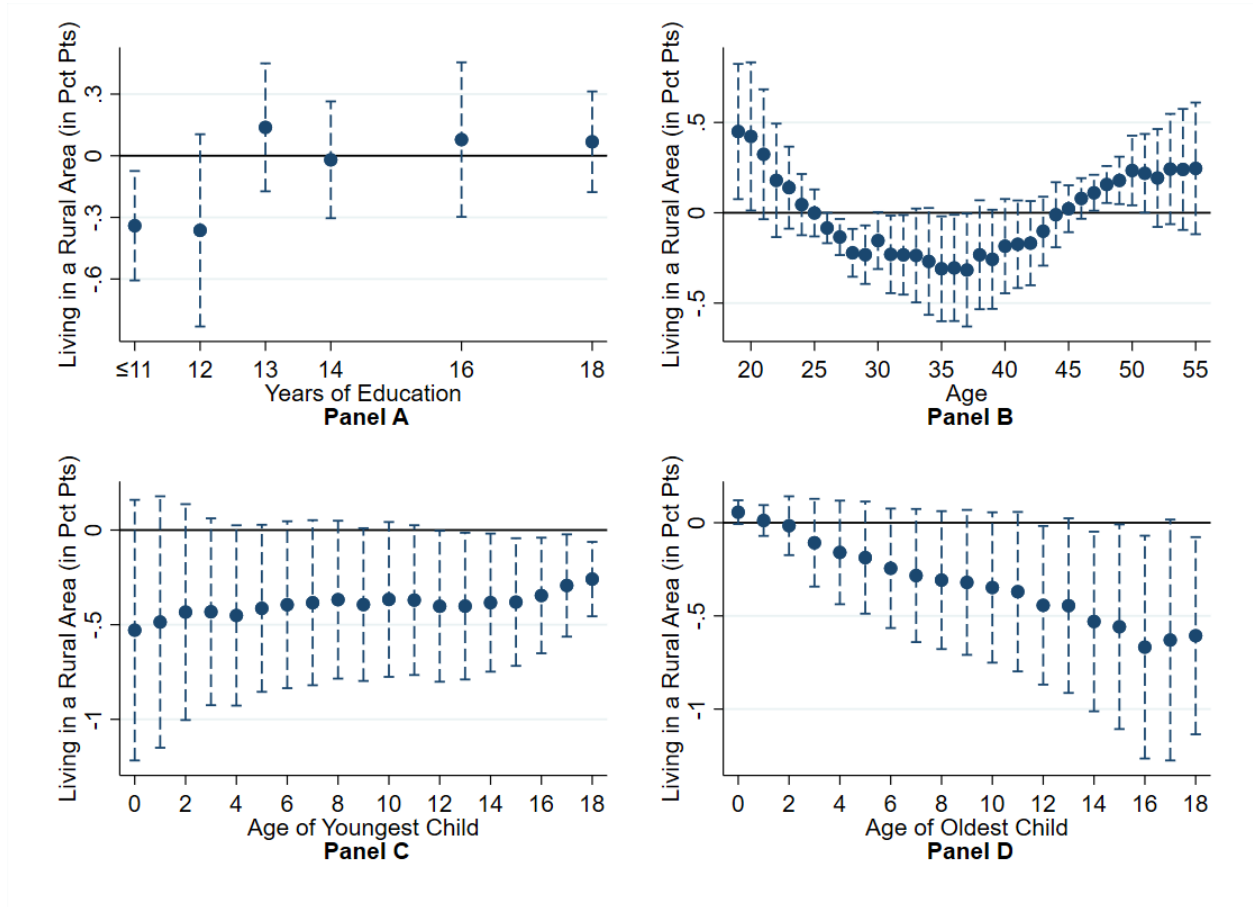 Living in a Rural Area (in Pct Pts)
.3
0
-.3
-.6
≤11 12 13 14 16 18
Years of Education
Panel A
Living in a Rural Area (in Pct Pts)
.5
0
-.5
20 25 30 35 40 45 50 55
Age
Panel B
Living in a Rural Area (in Pct Pts)
0
-.5
-1
0 2 4 6 8 10 12 14 16 18
Age of Youngest Child
Panel C
Living in a Rural Area (in Pct Pts)
0
-.5
-1
0 2 4 6 8 10 12 14 16 18
Age of Oldest Child
Panel D